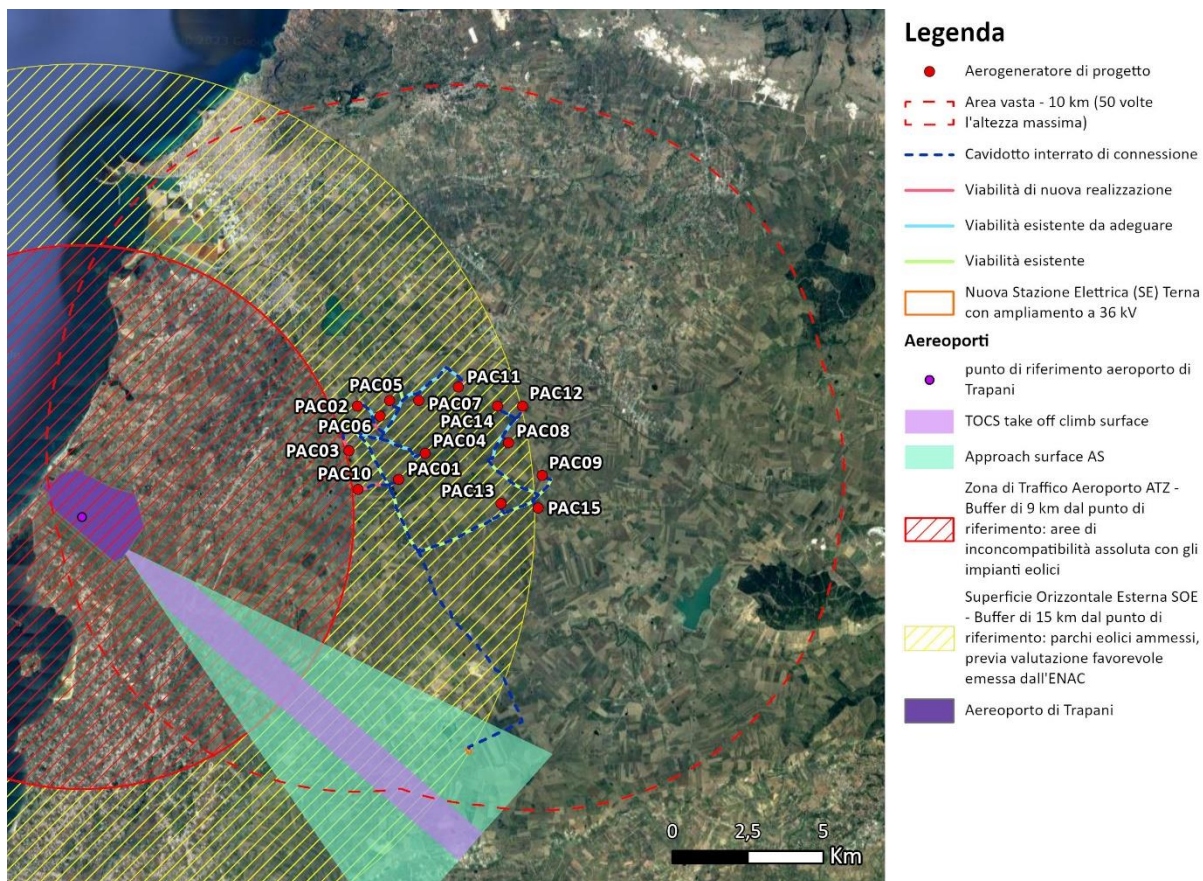 PAC11
PAC05
PAC02
PAC07
PAC12
PAC14
PAC06
PAC04
PAC08
PAC03
PAC01
PAC09
PAC10
PAC13
PAC15
0 2,5 5
Km
Legenda
Aerogeneratore di progetto
Area vasta - 10 km (50 volte
l'altezza massima)
Cavidotto interrato di connessione
Viabilità di nuova realizzazione
Viabilità esistente da adeguare
Viabilità esistente
Nuova Stazione Elettrica (SE) Terna
con ampliamento a 36 kV
Aereoporti
punto di riferimento aeroporto di
Trapani
TOCS take off climb surface
Approach surface AS
Zona di Traffico Aeroporto ATZ -
Buffer di 9 km dal punto di
riferimento: aree di
inconcompatibilità assoluta con gli
impianti eolici
Superficie Orizzontale Esterna SOE
- Buffer di 15 km dal punto di
riferimento: parchi eolici ammessi,
previa valutazione favorevole
emessa dall'ENAC
Aereoporto di Trapani